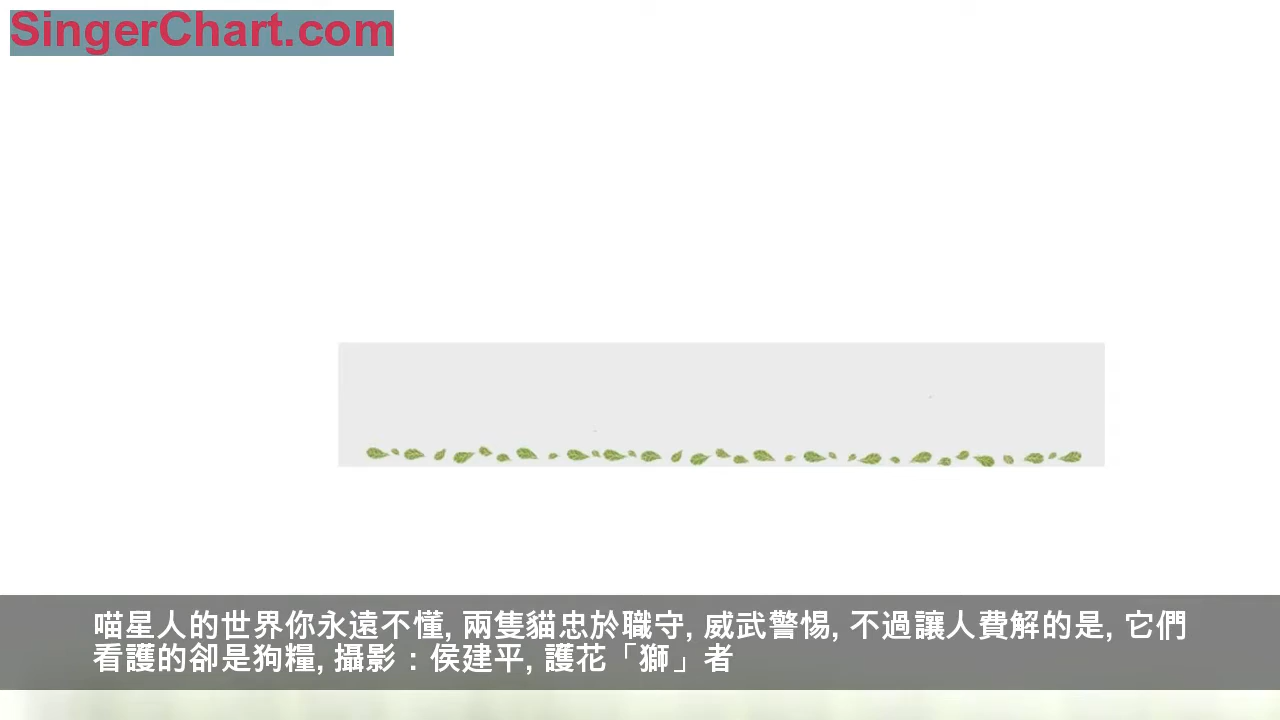 SingerChart.com
喵星人的世界你永遠不懂, 兩隻貓忠於職守, 威武警惕, 不過讓人費解的是, 它們
看護的卻是狗糧, 攝影：侯建平, 護花「獅」者